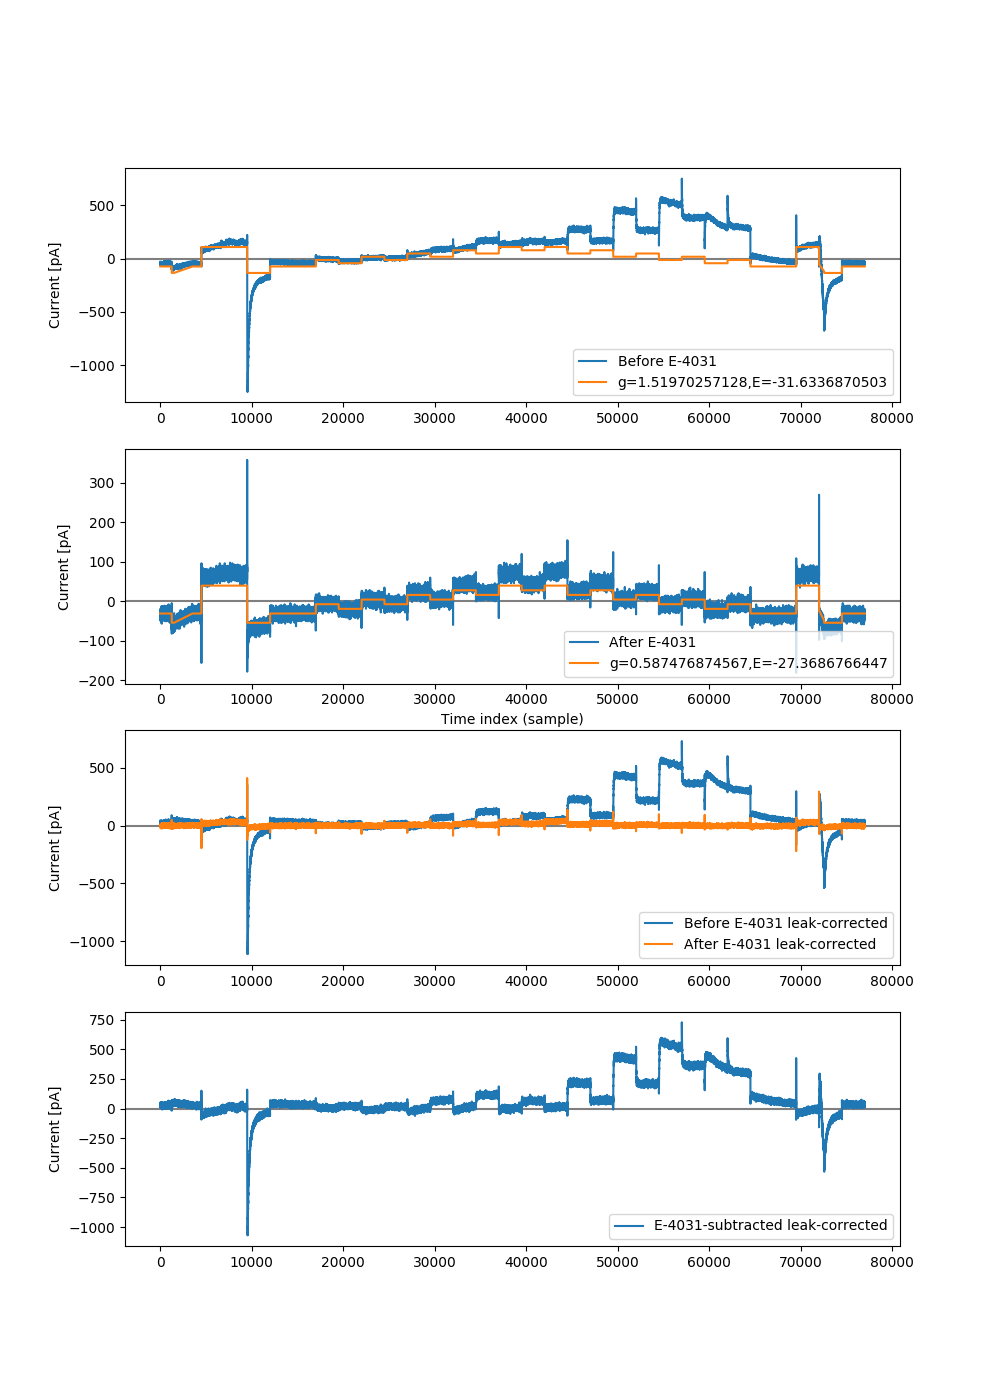 500
0
−500
−1000
Current [pA]
Before E-4031
g=1.51970257128,E=-31.6336870503
0 10000 20000 30000 40000 50000 60000 70000 80000
300
200
100
0
−100
−200
Current [pA]
After E-4031
g=0.587476874567,E=-27.3686766447
0 10000 20000 30000 40000 50000 60000 70000 80000
Time index (sample)
500
0
−500
−1000
Current [pA]
Before E-4031 leak-corrected
After E-4031 leak-corrected
0 10000 20000 30000 40000 50000 60000 70000 80000
750
500
250
0
−250
−500
−750
−1000
Current [pA]
E-4031-subtracted leak-corrected
0 10000 20000 30000 40000 50000 60000 70000 80000